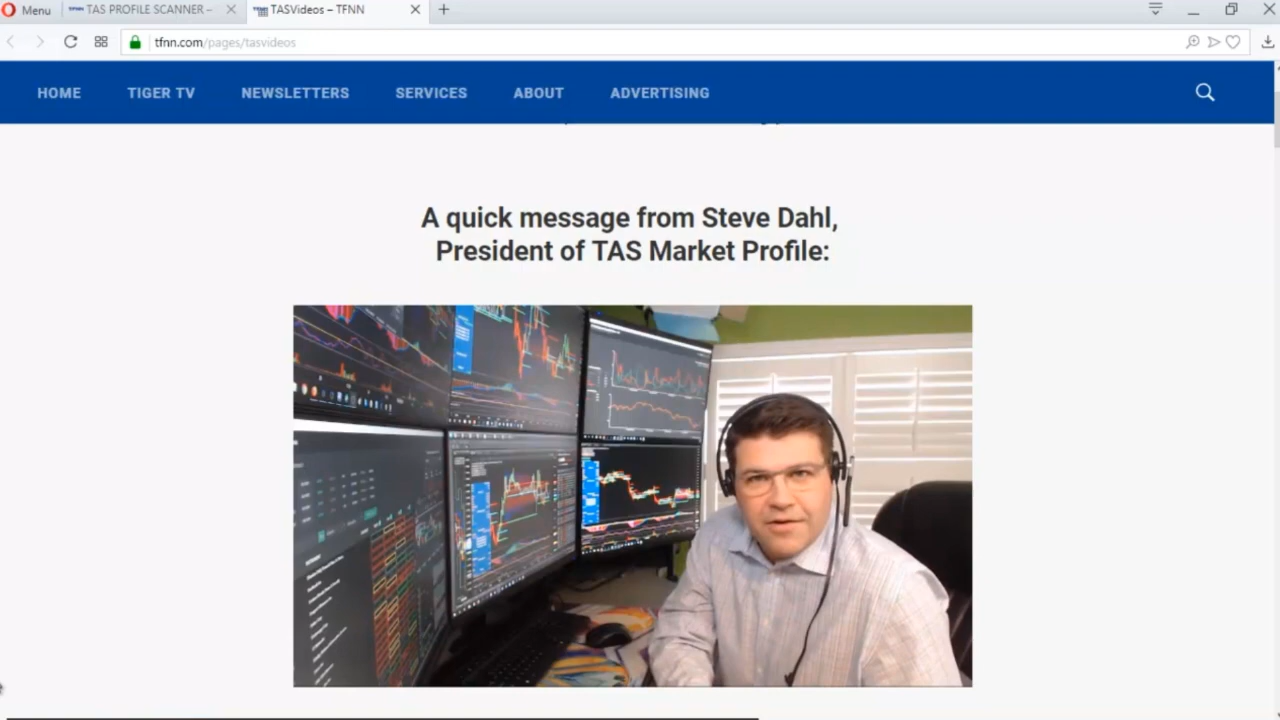 Menu
TFNN TAS PROFILE SCANNER –
TASVideos – TFNN
tfnn.com/pages/tasvideos
HOME
TIGER TV
NEWSLETTERS
SERVICES
ABOUT
ADVERTISING
A quick message from Steve Dahl,
President of TAS Market Profile: